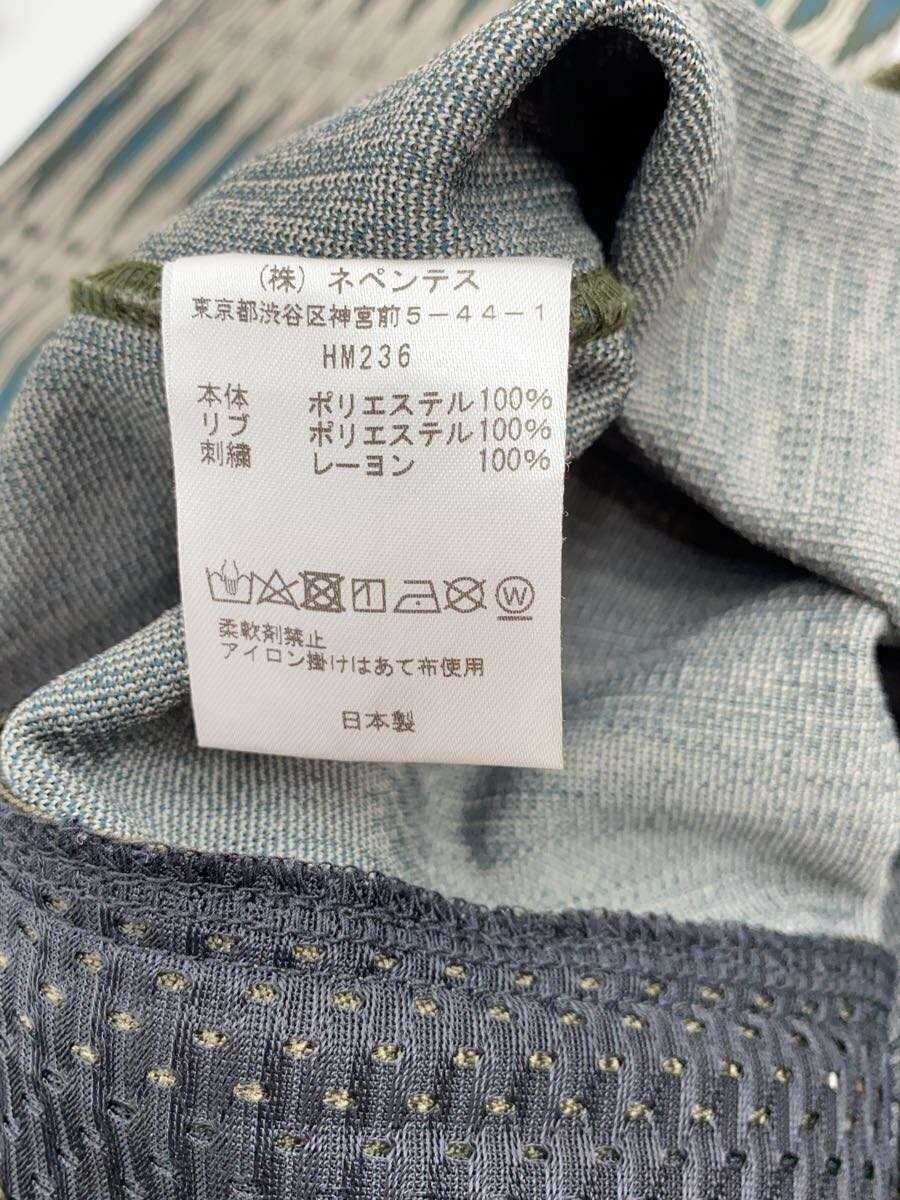 (株) ネペンテス
東京都渋谷区神宮前5-44-1
HM236
本体 ポリエステル100%
リブ ポリエステル100%
刺繍 レーヨン 100%
W
柔軟剤禁止
アイロン掛けはあて布使用
日本製